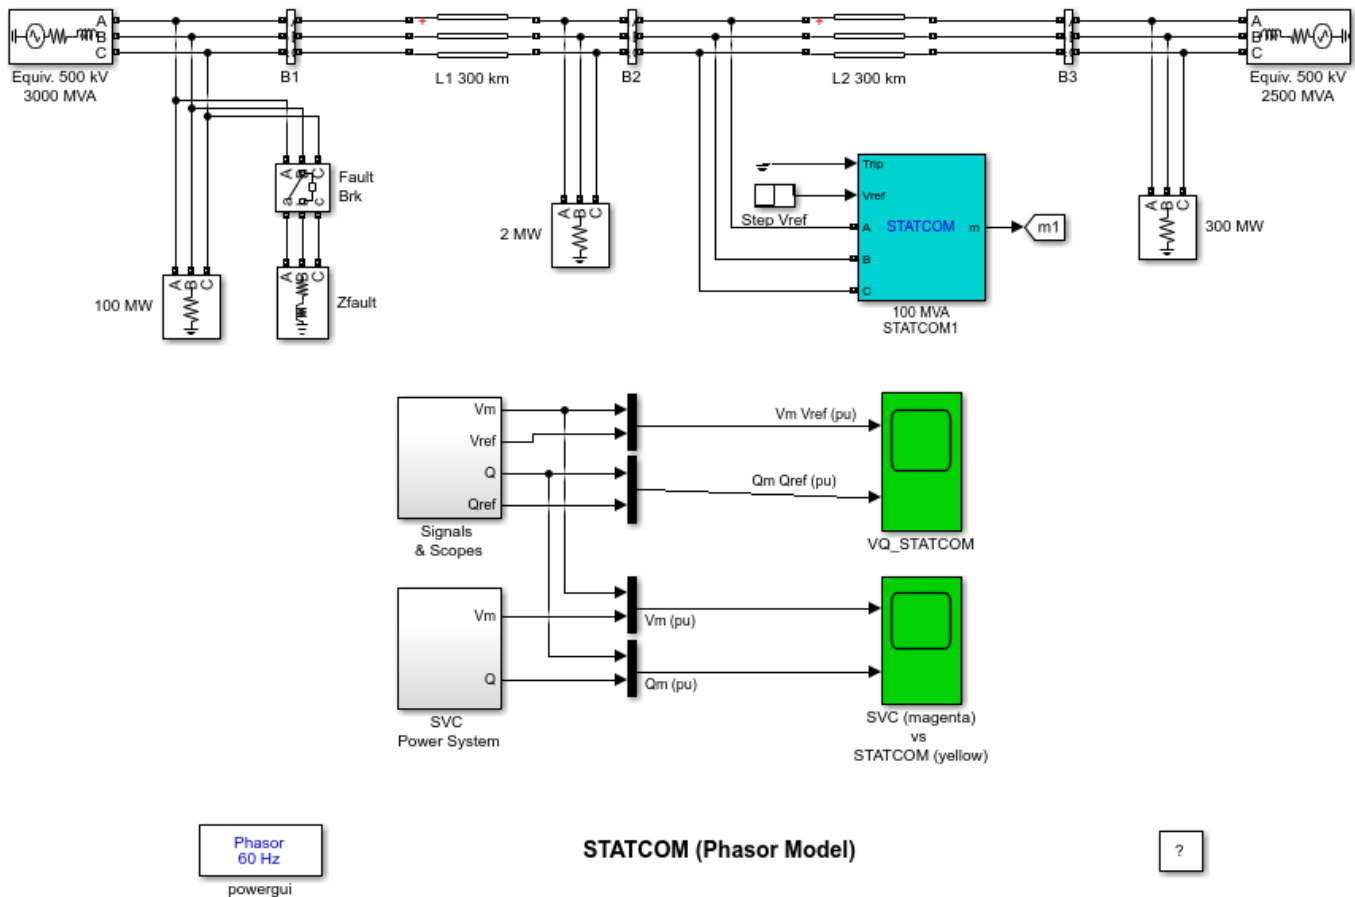 A
B
C
Equiv. 500 kV
3000 MVA
B1
L1 300 km
B2
L2 300 km
B3
A
B
C
Equiv. 500 kV
2500 MVA
A
B
C
a
b
c
Fault
Brk
A
B
C
100 MW
A
B
C
Zfault
A
B
C
2 MW
Step Vref
Trip
Vref
A
B
C
STATCOM
m
m1
100 MVA
STATCOM1
A
B
C
300 MW
Vm
Vref
Q
Qref
Signals
& Scopes
Vm Vref (pu)
Qm Qref (pu)
VQ_STATCOM
Vm
Q
SVC
Power System
Vm (pu)
Qm (pu)
SVC (magenta)
vs
STATCOM (yellow)
Phasor
60 Hz
powergui
STATCOM (Phasor Model)
?